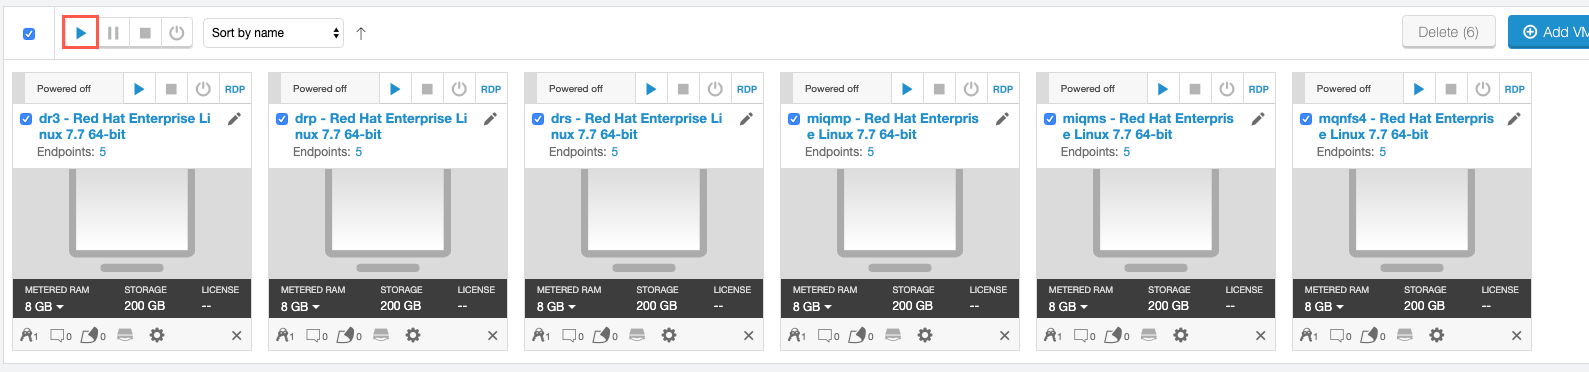 Sort by name
Delete (6)
Add VM
Powered off
RDP
dr3 - Red Hat Enterprise Li
nux 7.7 64-bit
Endpoints: 5
METERED RAM STORAGE LICENSE
8 GB 200 GB --
1 0 0
Powered off
RDP
drp - Red Hat Enterprise Li
nux 7.7 64-bit
Endpoints: 5
METERED RAM STORAGE LICENSE
8 GB 200 GB --
1 0 0
Powered off
RDP
drs - Red Hat Enterprise Li
nux 7.7 64-bit
Endpoints: 5
METERED RAM STORAGE LICENSE
8 GB 200 GB --
1 0 0
Powered off
RDP
miqmp - Red Hat Enterpris
e Linux 7.7 64-bit
Endpoints: 5
METERED RAM STORAGE LICENSE
8 GB 200 GB --
1 0 0
Powered off
RDP
miqms - Red Hat Enterpris
e Linux 7.7 64-bit
Endpoints: 5
METERED RAM STORAGE LICENSE
8 GB 200 GB --
1 0 0
Powered off
RDP
mqnfs4 - Red Hat Enterpris
e Linux 7.7 64-bit
Endpoints: 5
METERED RAM STORAGE LICENSE
8 GB 200 GB --
1 0 0